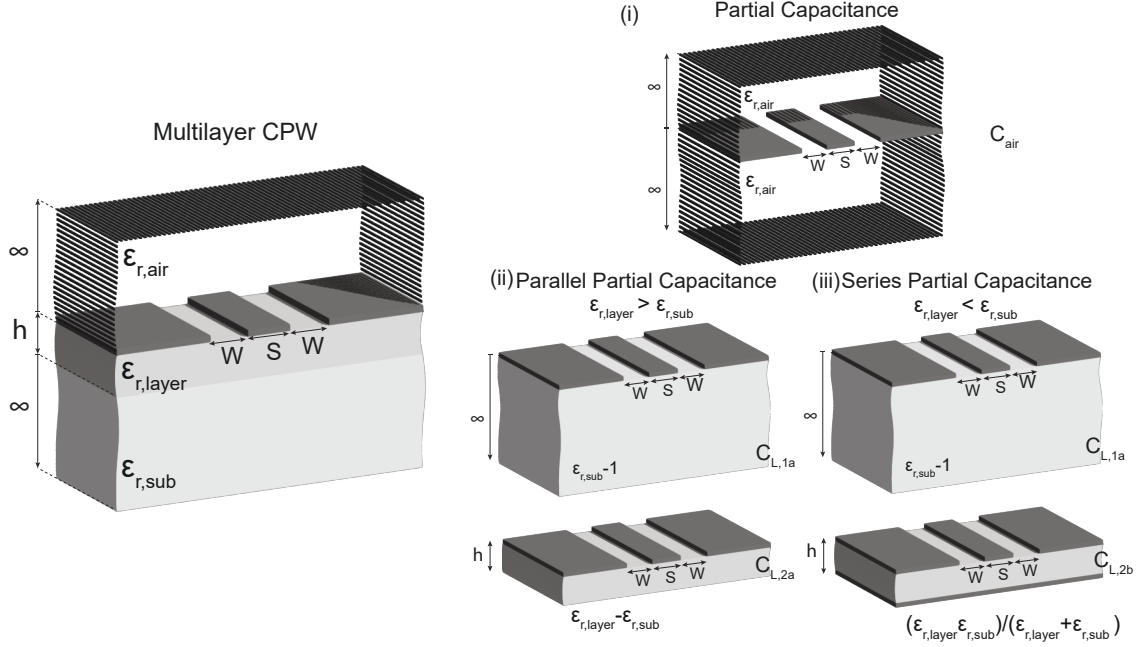 Multilayer CPW
∞
h
∞
ε_r,air
ε_r,layer
ε_r,sub
W
S
W
(i)
Partial Capacitance
∞
∞
ε_r,air
ε_r,air
W
S
W
C_air
(ii) Parallel Partial Capacitance
ε_r,layer > ε_r,sub
∞
W
S
W
ε_r,sub-1
C_L,1a
h
W
S
W
C_L,2a
ε_r,layer-ε_r,sub
(iii) Series Partial Capacitance
ε_r,layer < ε_r,sub
∞
W
S
W
ε_r,sub-1
C_L,1a
h
W
S
W
C_L,2b
(ε_r,layer ε_r,sub)/(ε_r,layer+ε_r,sub)